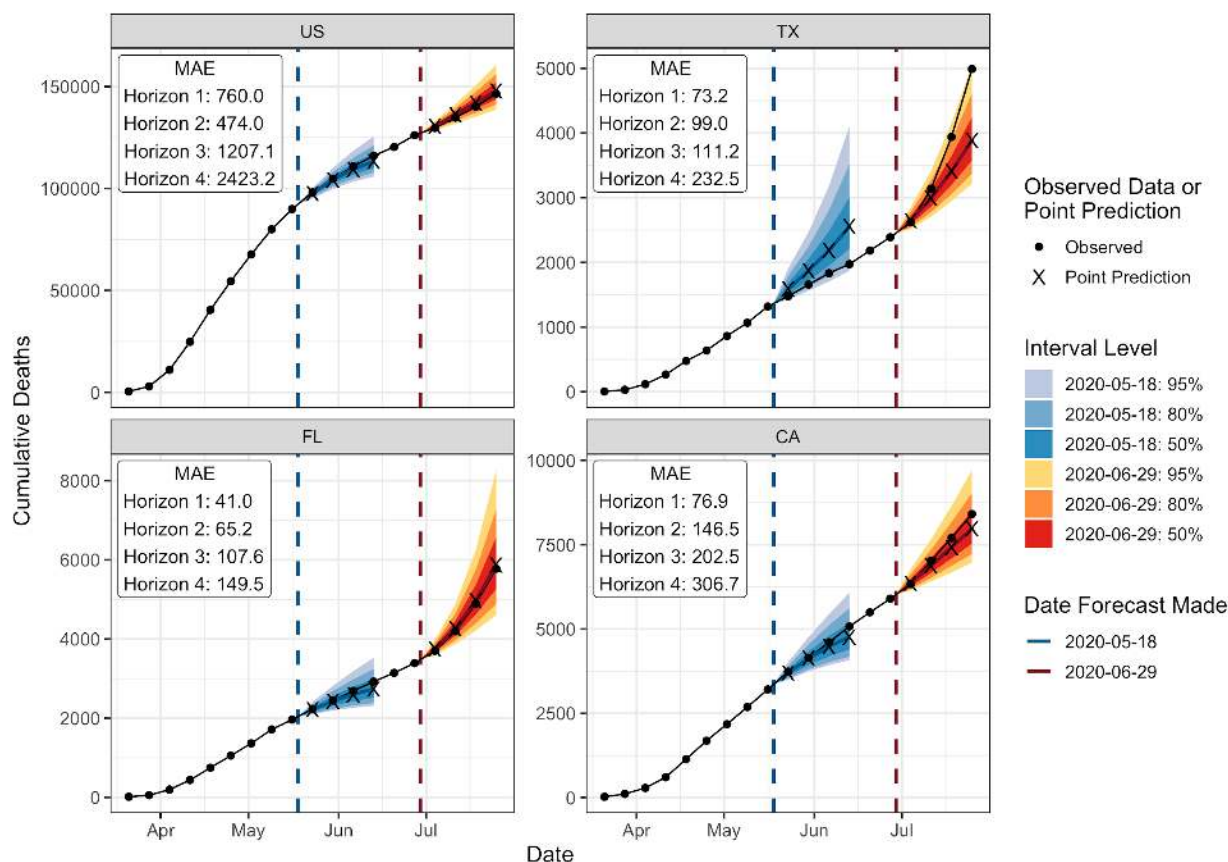 US
MAE
Horizon 1: 760.0
Horizon 2: 474.0
Horizon 3: 1207.1
Horizon 4: 2423.2
150000
100000
50000
0
TX
MAE
Horizon 1: 73.2
Horizon 2: 99.0
Horizon 3: 111.2
Horizon 4: 232.5
5000
4000
3000
2000
1000
0
FL
MAE
Horizon 1: 41.0
Horizon 2: 65.2
Horizon 3: 107.6
Horizon 4: 149.5
8000
6000
4000
2000
0
Apr May Jun Jul
CA
MAE
Horizon 1: 76.9
Horizon 2: 146.5
Horizon 3: 202.5
Horizon 4: 306.7
10000
7500
5000
2500
0
Apr May Jun Jul
Cumulative Deaths
Date
Observed Data or
Point Prediction
Observed
Point Prediction
Interval Level
2020-05-18: 95%
2020-05-18: 80%
2020-05-18: 50%
2020-06-29: 95%
2020-06-29: 80%
2020-06-29: 50%
Date Forecast Made
2020-05-18
2020-06-29